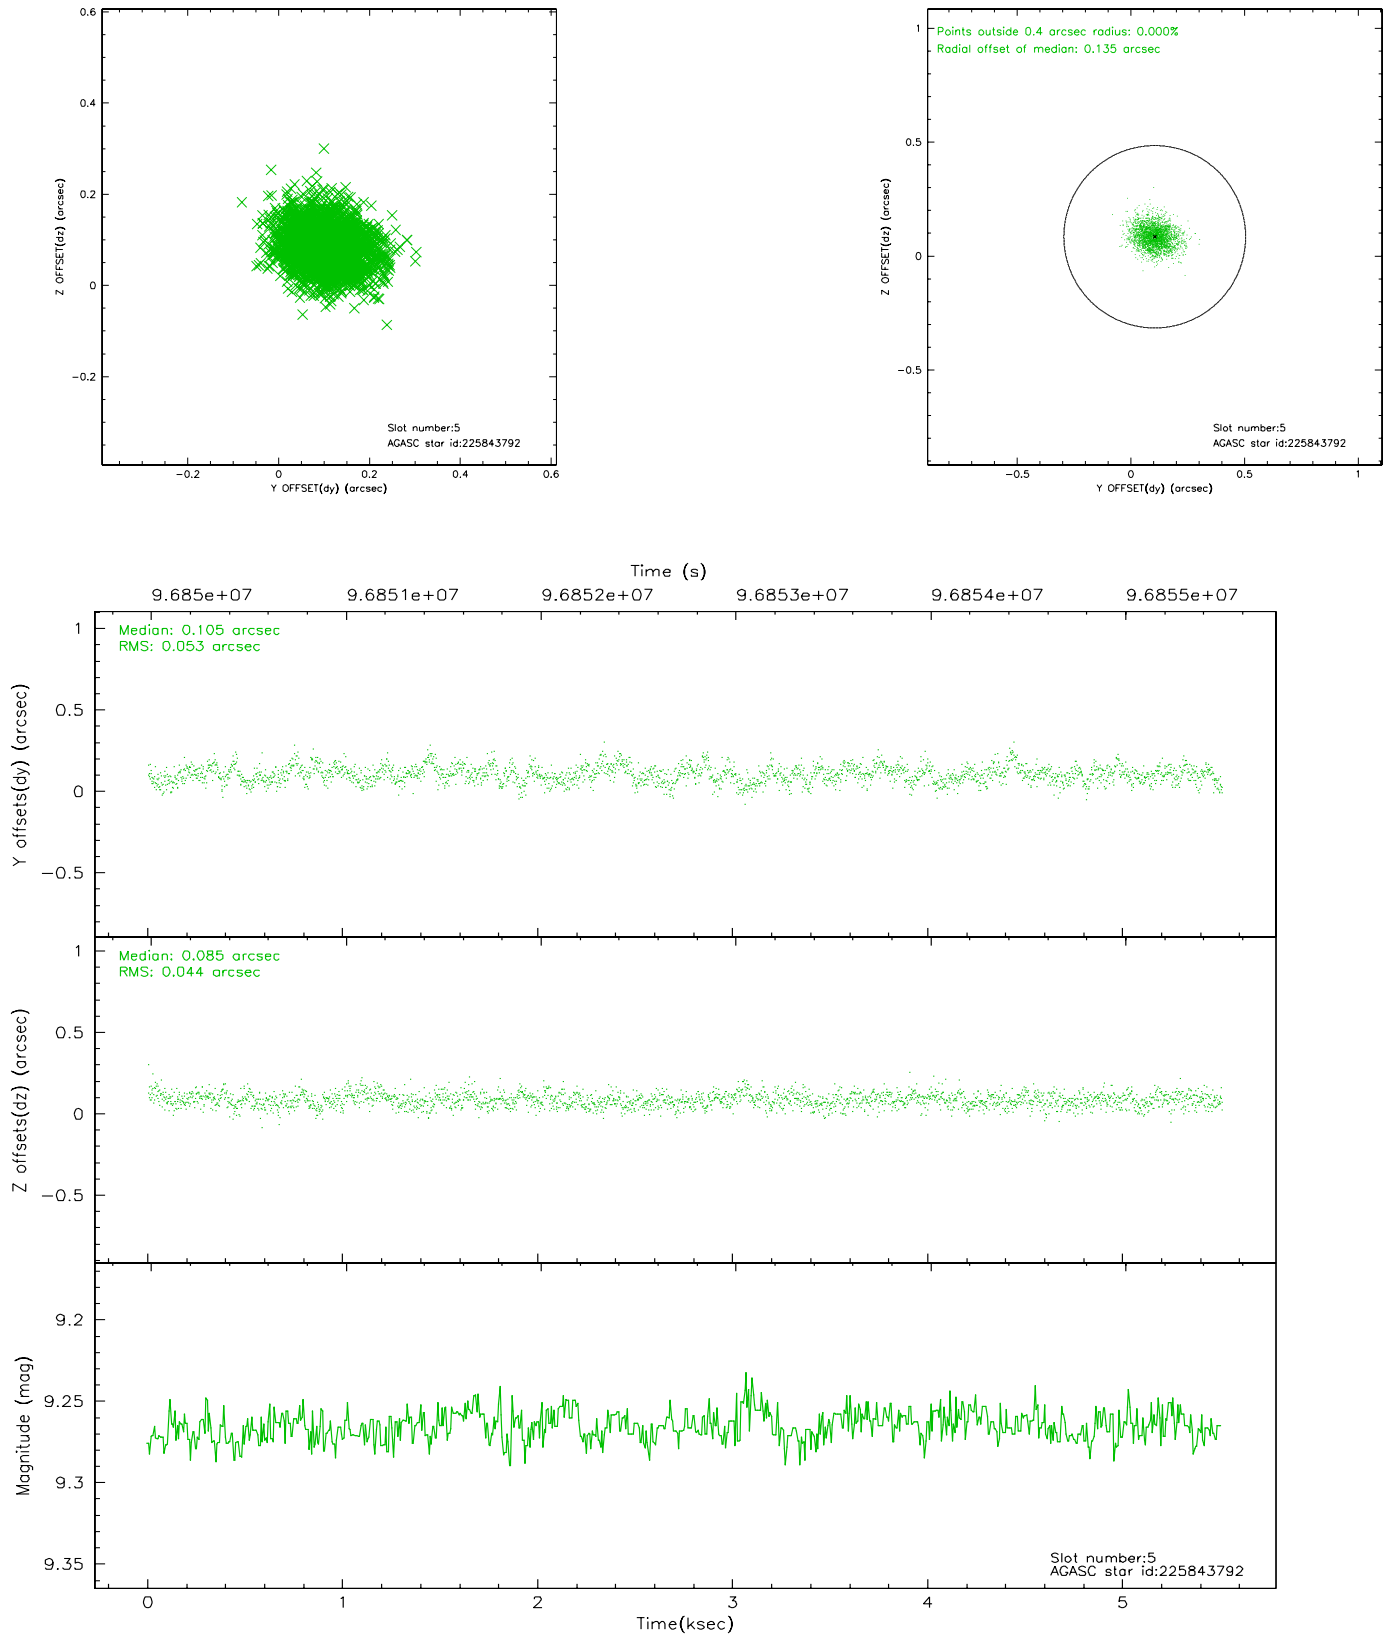 0.6
0.4
0.2
0
−0.2
Z OFFSET(dz) (arcsec)
Slot number:5
AGASC star id:225843792
−0.2 0 0.2 0.4 0.6
Y OFFSET(dy) (arcsec)
Points outside 0.4 arcsec radius: 0.000%
Radial offset of median: 0.135 arcsec
1
0.5
0
−0.5
Z OFFSET(dz) (arcsec)
Slot number:5
AGASC star id:225843792
−0.5 0 0.5 1
Y OFFSET(dy) (arcsec)
Time (s)
9.685e+07 9.6851e+07 9.6852e+07 9.6853e+07 9.6854e+07 9.6855e+07
Median: 0.105 arcsec
RMS: 0.053 arcsec
1
0.5
0
−0.5
Y offsets(dy) (arcsec)
Median: 0.085 arcsec
RMS: 0.044 arcsec
1
0.5
0
−0.5
Z offsets(dz) (arcsec)
9.2
9.25
9.3
9.35
Magnitude (mag)
Slot number:5
AGASC star id:225843792
0 1 2 3 4 5
Time(ksec)